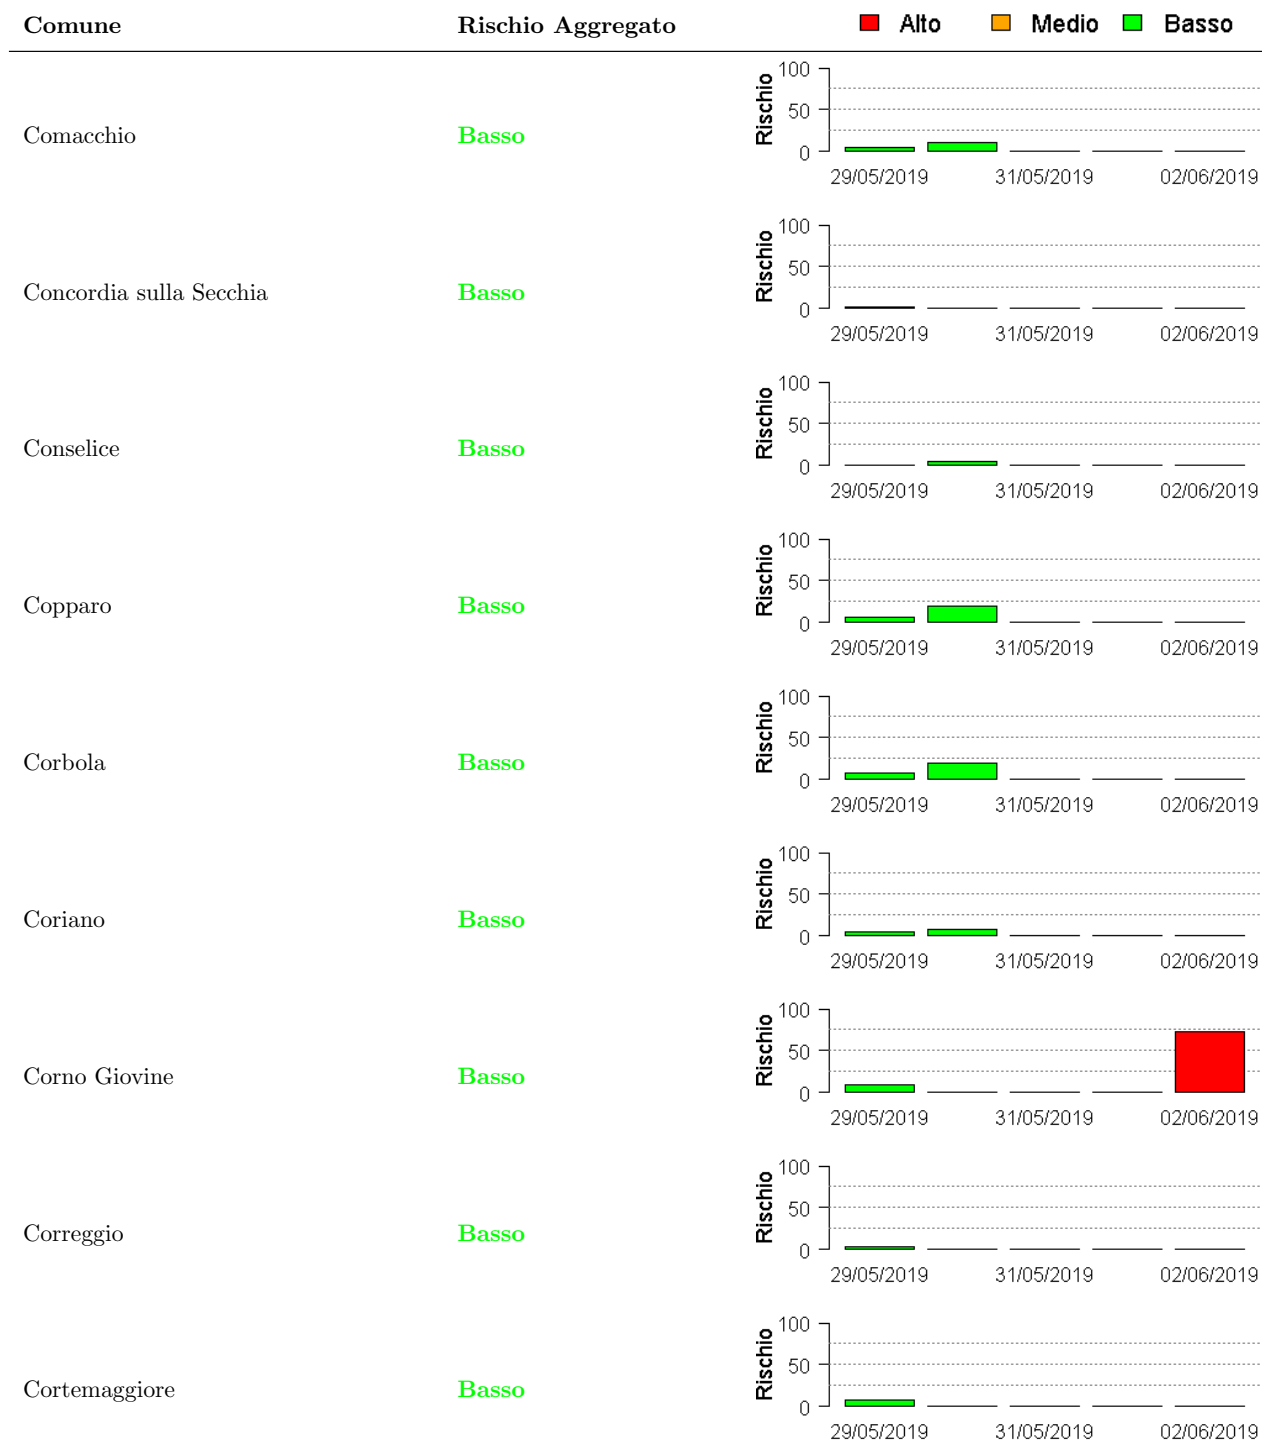 Comune Rischio Aggregato Alto Medio Basso
Comacchio Basso Rischio 100 50 0
29/05/2019 31/05/2019 02/06/2019
Concordia sulla Secchia Basso Rischio 100 50 0
29/05/2019 31/05/2019 02/06/2019
Conselice Basso Rischio 100 50 0
29/05/2019 31/05/2019 02/06/2019
Copparo Basso Rischio 100 50 0
29/05/2019 31/05/2019 02/06/2019
Corbola Basso Rischio 100 50 0
29/05/2019 31/05/2019 02/06/2019
Coriano Basso Rischio 100 50 0
29/05/2019 31/05/2019 02/06/2019
Corno Giovine Basso Rischio 100 50 0
29/05/2019 31/05/2019 02/06/2019
Correggio Basso Rischio 100 50 0
29/05/2019 31/05/2019 02/06/2019
Cortemaggiore Basso Rischio 100 50 0
29/05/2019 31/05/2019 02/06/2019